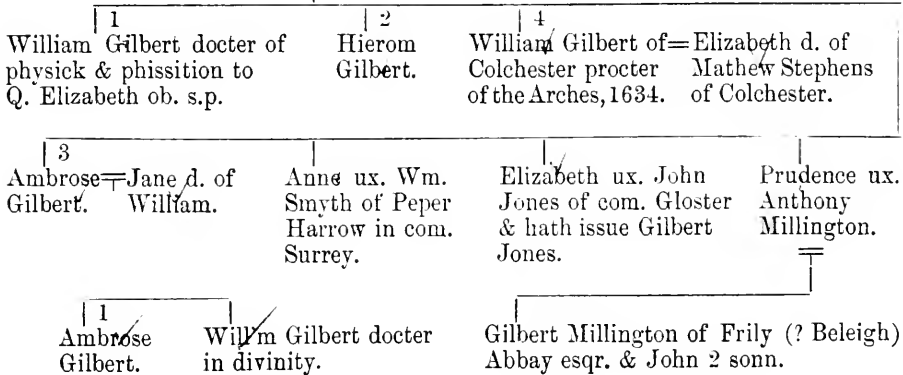 1
William Gilbert docter of
physick & phissition to
Q. Elizabeth ob. s.p.
2
Hierom
Gilbert.
4
William Gilbert of=Elizabeth d. of
Colchester procter Mathew Stephens
of the Arches, 1634. of Colchester.
3
Ambrose=Jane d. of
Gilbert. William.
Anne ux. Wm.
Smyth of Peper
Harrow in com.
Surrey.
Elizabeth ux. John
Jones of com. Gloster
& hath issue Gilbert
Jones.
Prudence ux.
Anthony
Millington.
1
Ambrose
Gilbert.
Will'm Gilbert docter
in divinity.
Gilbert Millington of Frily (? Beleigh)
Abbay esqr. & John 2 sonn.